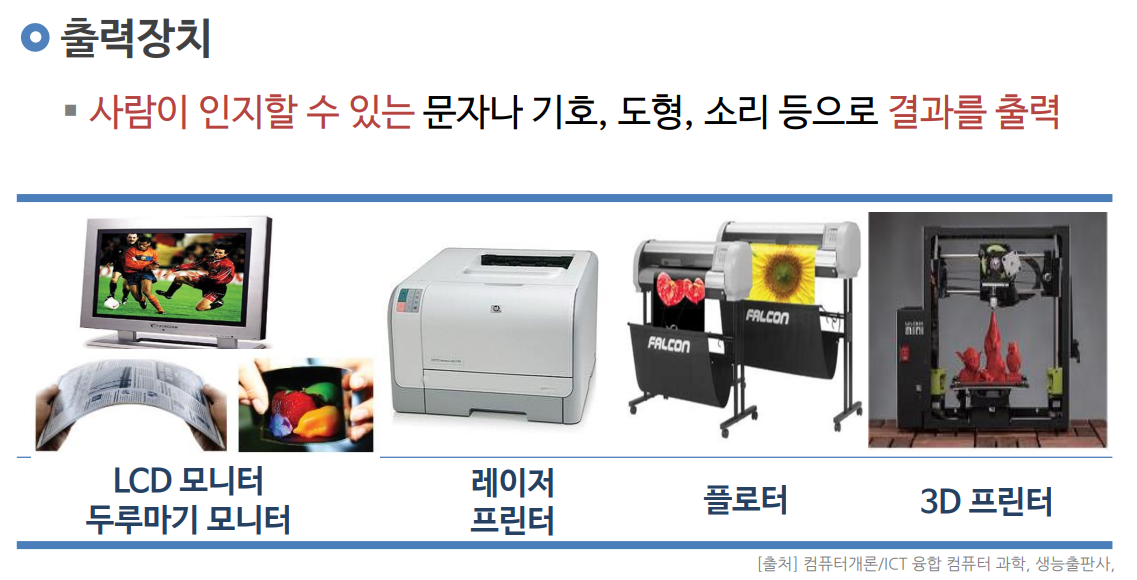 출력장치
사람이 인지할 수 있는 문자나 기호, 도형, 소리 등으로 결과를 출력
FALCON
FALCON
hp
MINI
LCD 모니터
두루마기 모니터
레이저
프린터
플로터
3D 프린터
[출처] 컴퓨터개론/ICT 융합 컴퓨터 과학, 생능출판사,